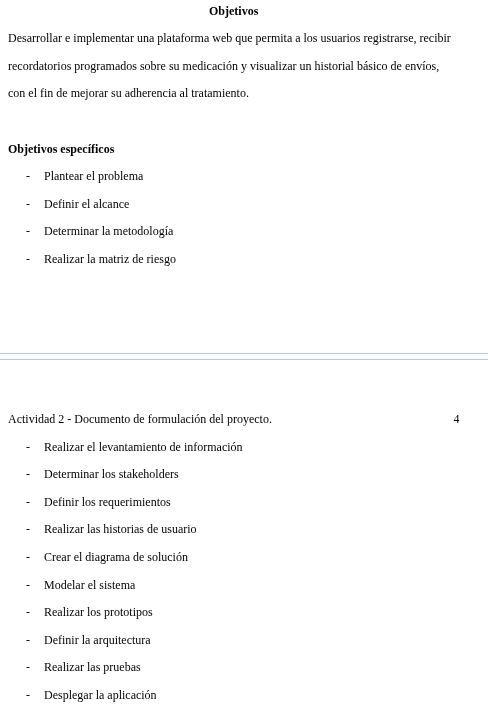 Objetivos
Desarrollar e implementar una plataforma web que permita a los usuarios registrarse, recibir
recordatorios programados sobre su medicación y visualizar un historial básico de envíos,
con el fin de mejorar su adherencia al tratamiento.
Objetivos específicos
- Plantear el problema
- Definir el alcance
- Determinar la metodología
- Realizar la matriz de riesgo
Actividad 2 - Documento de formulación del proyecto. 4
- Realizar el levantamiento de información
- Determinar los stakeholders
- Definir los requerimientos
- Realizar las historias de usuario
- Crear el diagrama de solución
- Modelar el sistema
- Realizar los prototipos
- Definir la arquitectura
- Realizar las pruebas
- Desplegar la aplicación